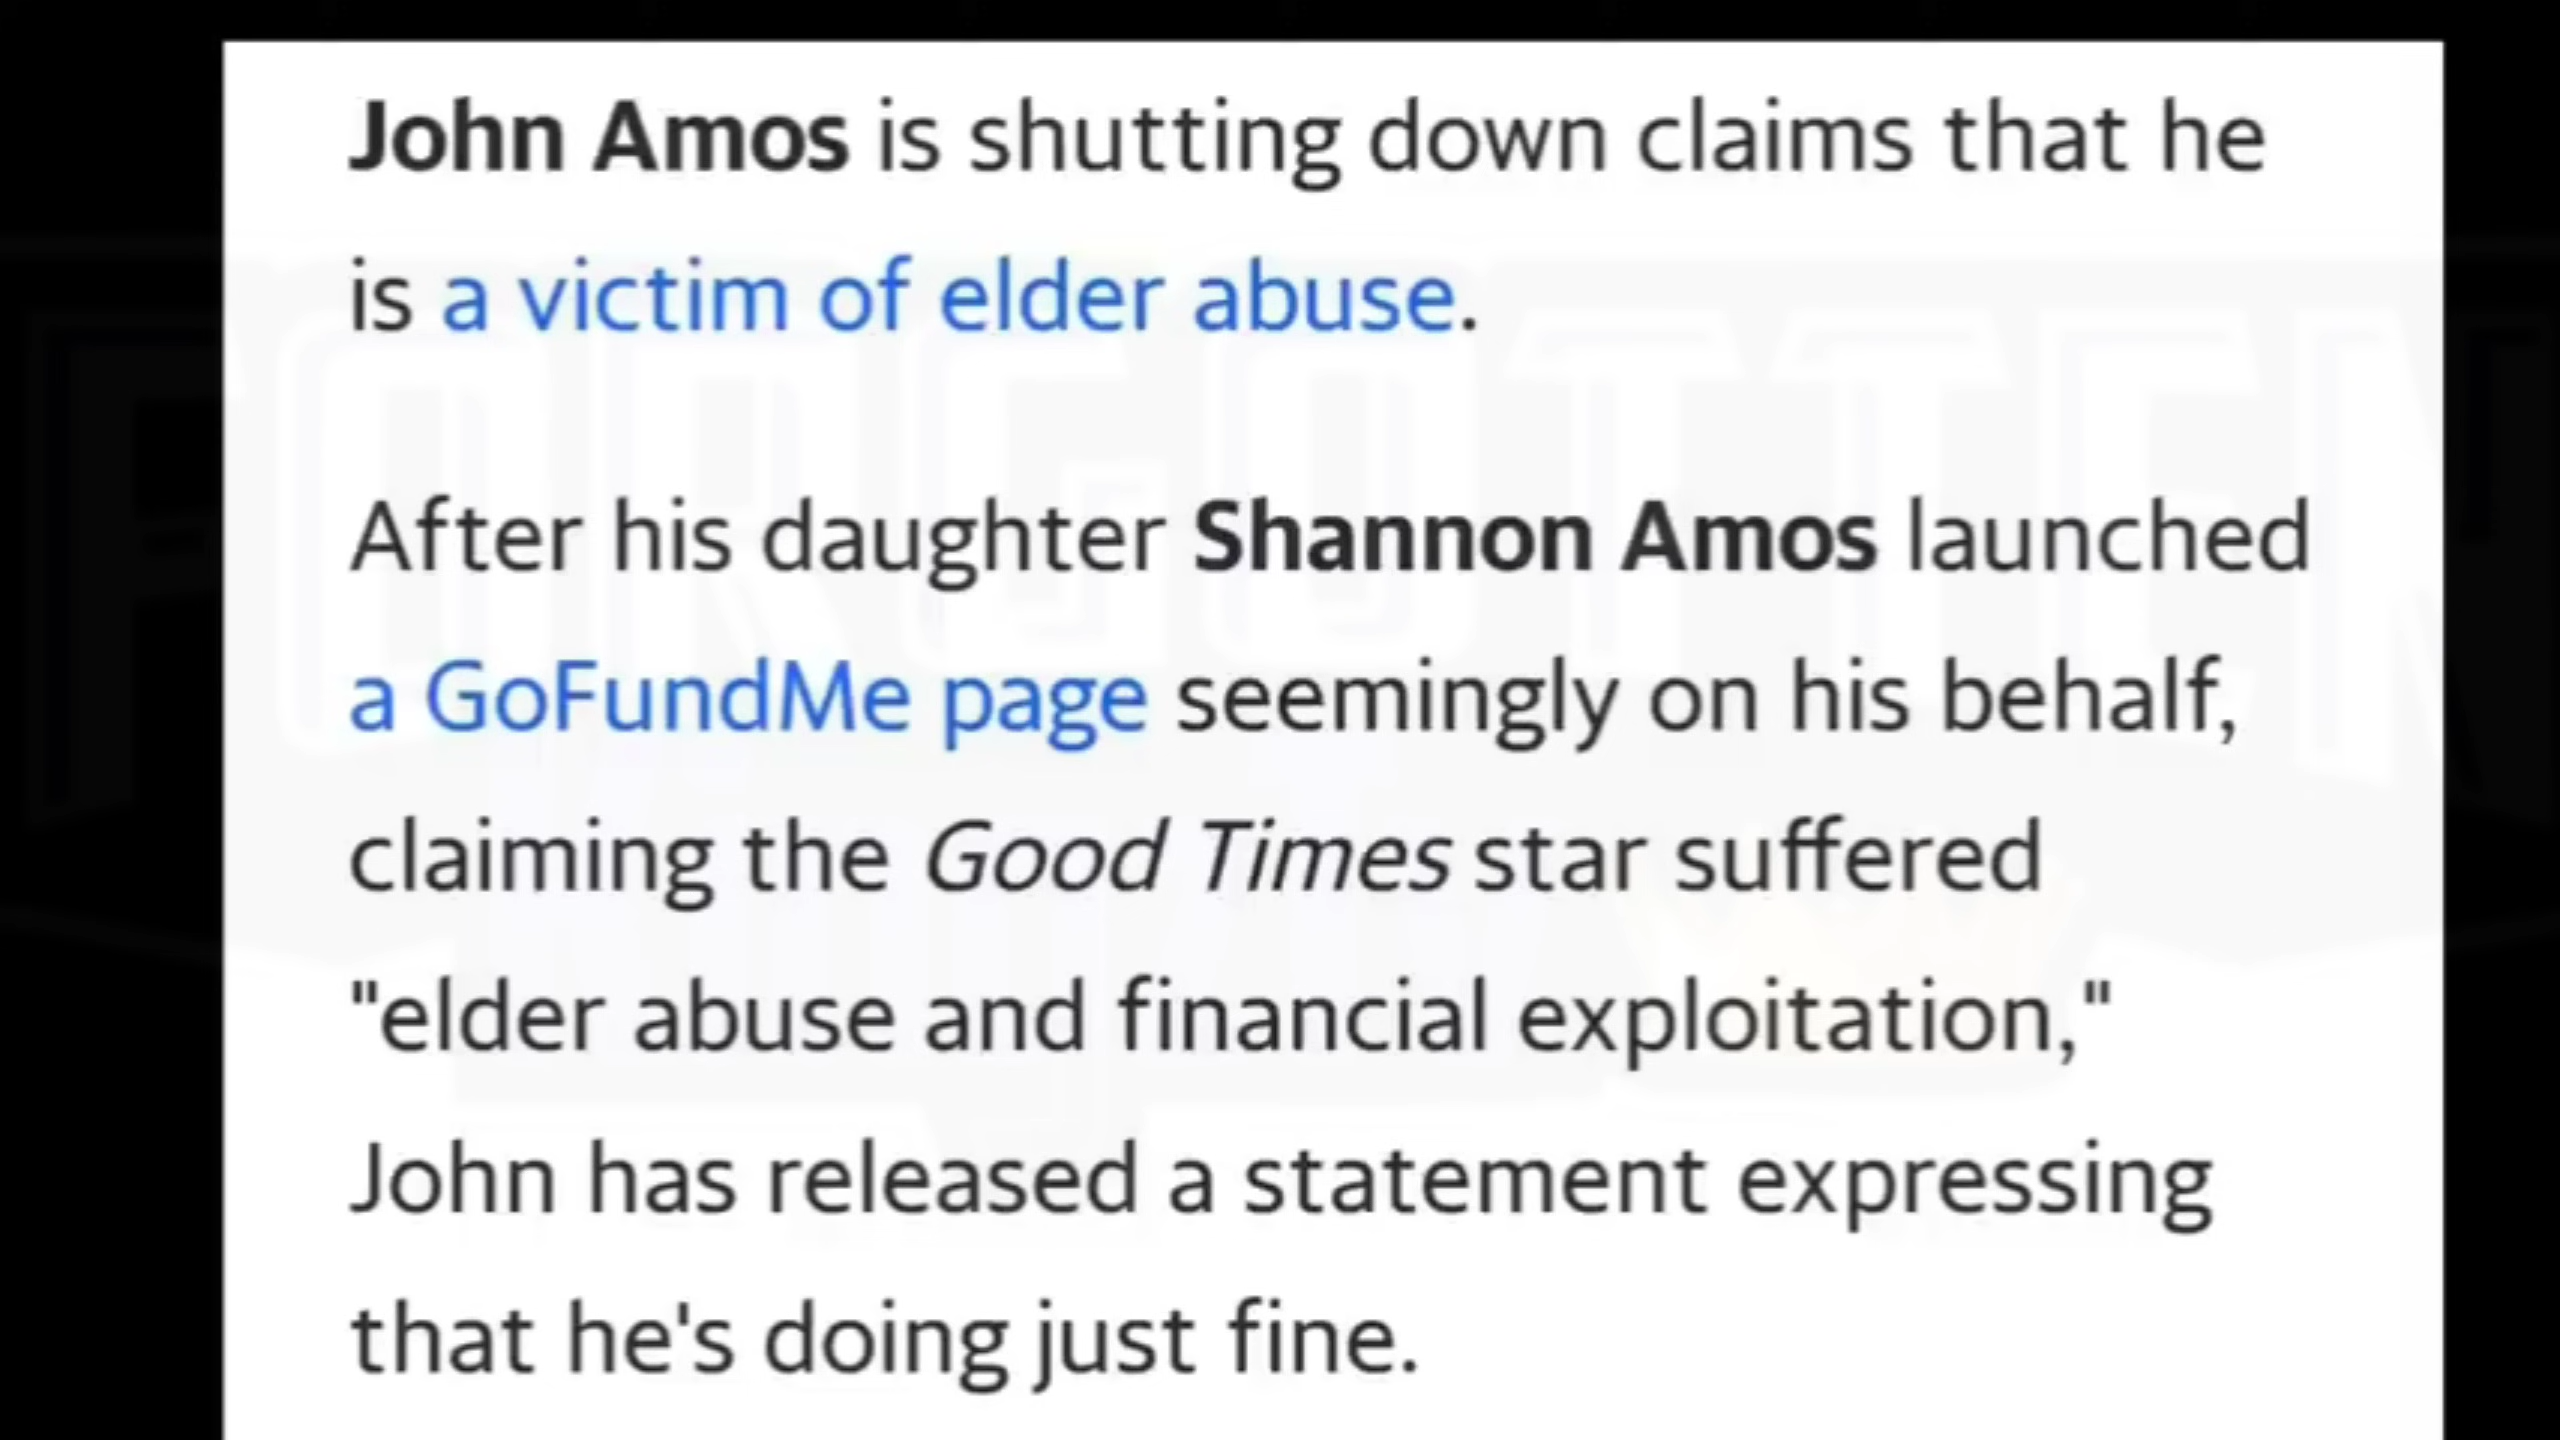 John Amos is shutting down claims that he
is a victim of elder abuse.
After his daughter Shannon Amos launched
a GoFundMe page seemingly on his behalf,
claiming the Good Times star suffered
"elder abuse and financial exploitation,"
John has released a statement expressing
that he's doing just fine.
FORGOTTEN